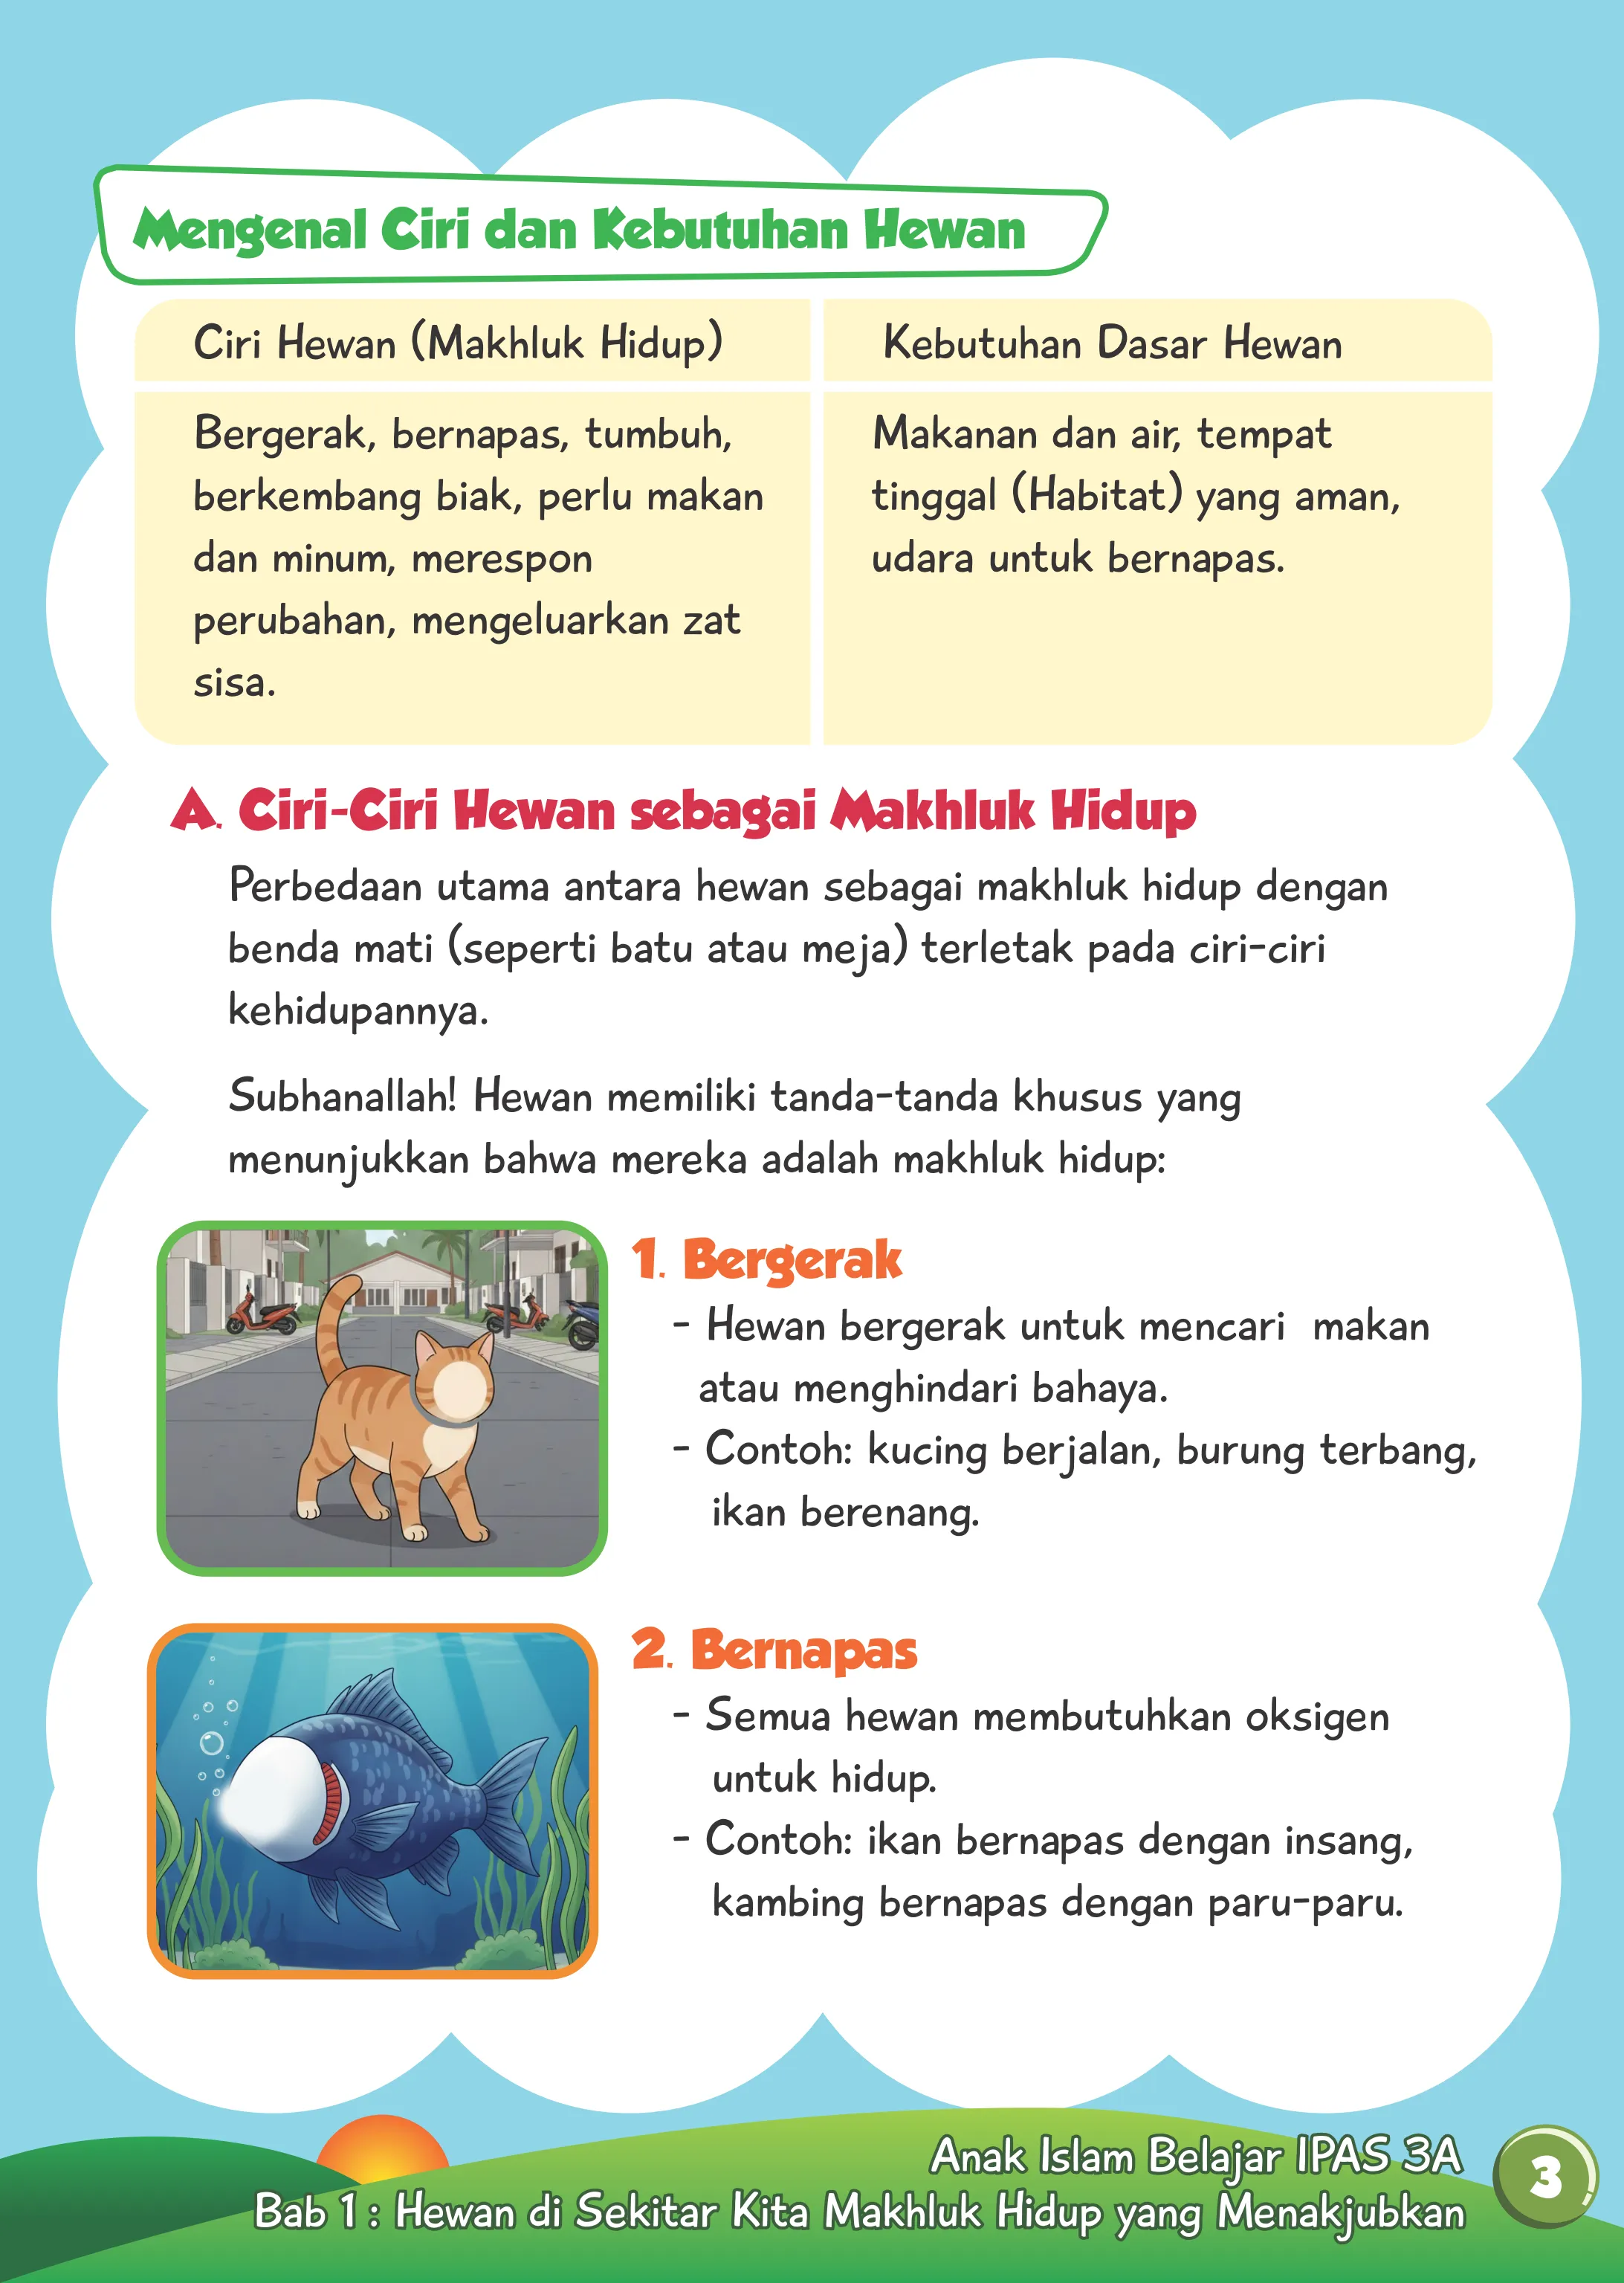 Mengenal Ciri dan Kebutuhan Hewan
Ciri Hewan (Makhluk Hidup)
Bergerak, bernapas, tumbuh,
berkembang biak, perlu makan
dan minum, merespon
perubahan, mengeluarkan zat
sisa.
Kebutuhan Dasar Hewan
Makanan dan air, tempat
tinggal (Habitat) yang aman,
udara untuk bernapas.
A. Ciri-Ciri Hewan sebagai Makhluk Hidup
Perbedaan utama antara hewan sebagai makhluk hidup dengan
benda mati (seperti batu atau meja) terletak pada ciri-ciri
kehidupannya.
Subhanallah! Hewan memiliki tanda-tanda khusus yang
menunjukkan bahwa mereka adalah makhluk hidup:
1. Bergerak
- Hewan bergerak untuk mencari makan
atau menghindari bahaya.
- Contoh: kucing berjalan, burung terbang,
ikan berenang.
2. Bernapas
- Semua hewan membutuhkan oksigen
untuk hidup.
- Contoh: ikan bernapas dengan insang,
kambing bernapas dengan paru-paru.
Anak Islam Belajar IPAS 3A
Bab 1 : Hewan di Sekitar Kita Makhluk Hidup yang Menakjubkan
3